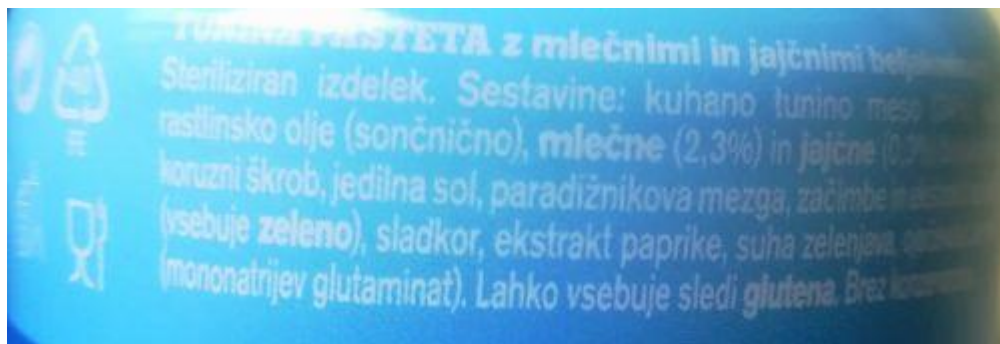 TUNINA PAŠTETA z mlečnimi in jajčnimi
Steriliziran izdelek. Sestavine: kuhano tunino meso
rastlinsko olje (sončnično), mlečne (2,3%) in jajčne
koruzni škrob, jedilna sol, paradižnikova mezga, začimbe in
(vsebuje zeleno), sladkor, ekstrakt paprike, suha zelenjava,
(mononatrijev glutaminat). Lahko vsebuje sledi glutena. Brez